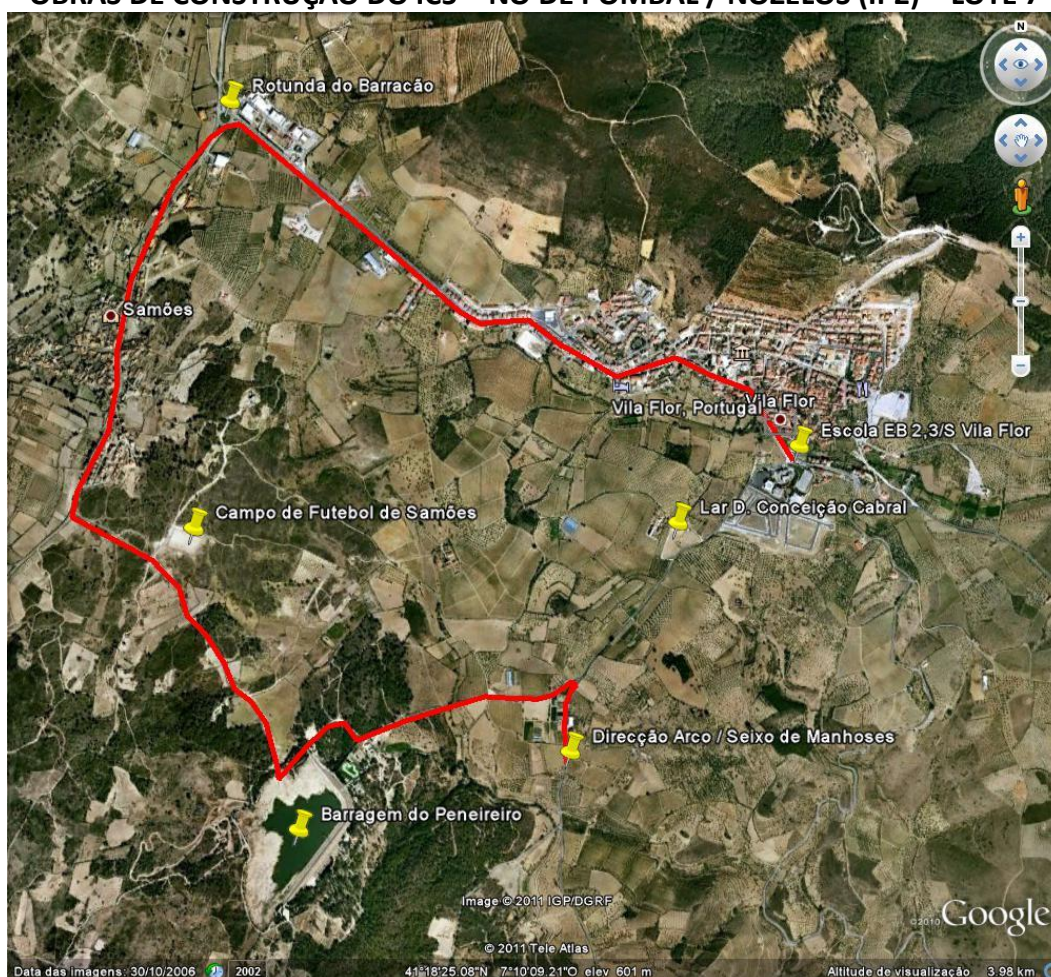 OBRAS DE CONSTRUÇÃO DO IC5 – NÓ DE POMBAL / NOZELOS (IP2) – LOTE 7
N
Rotunda do Barracão
Samões
Vila Flor, Portugal
Vila Flor
Escola EB 2,3/S Vila Flor
Campo de Futebol de Samões
Lar D. Conceição Cabral
Direcção Arco / Seixo de Manhoses
Barragem do Peneireiro
Image © 2011 IGP/DGRF
©2010 Google
© 2011 Tele Atlas
Data das imagens: 30/10/2006 2002 41°18'25.08"N 7°10'09.21"O elev 601 m Altitude de visualização 3.98 km